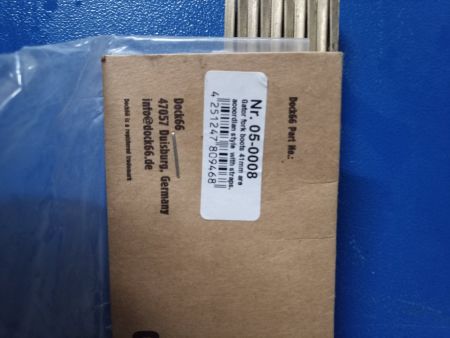 Dock66 Part No.:
Nr. 05-0008
Gator fork boots 41mm are
accordian style with straps.
4 251247 809468
Dock66
47057 Duisburg, Germany
info@dock66.de
Dock66 is a registered trademark